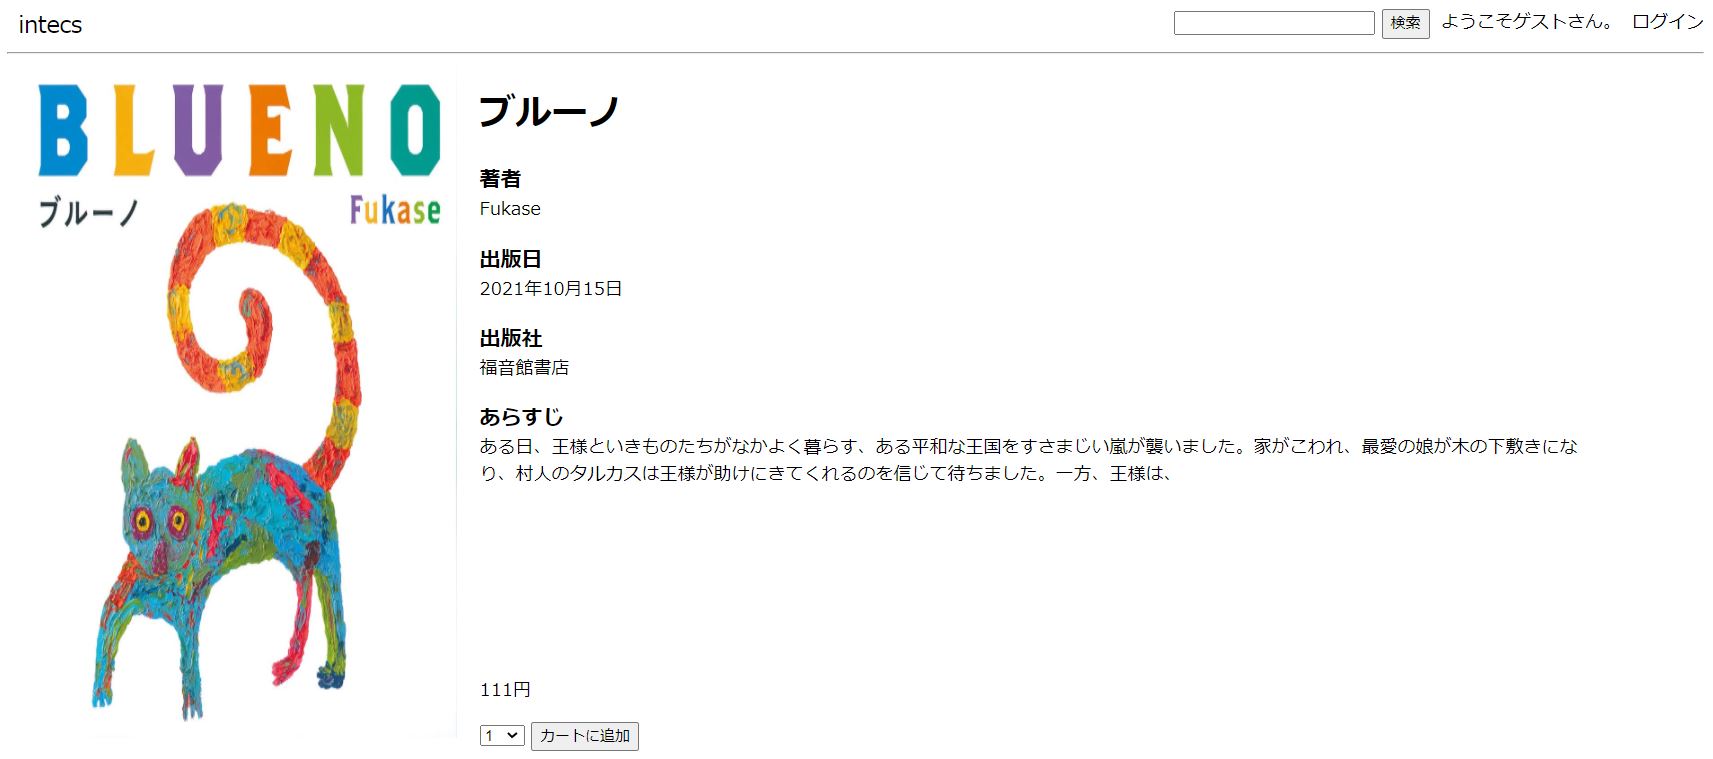 intecs
検索
ようこそゲストさん。
ログイン
BLUENO
ブルーノ
Fukase
ブルーノ
著者
Fukase
出版日
2021年10月15日
出版社
福音館書店
あらすじ
ある日、王様といきものたちがなかよく暮らす、ある平和な王国をすさまじい嵐が襲いました。家がこわれ、最愛の娘が木の下敷きにな
り、村人のタルカスは王様が助けにきてくれるのを信じて待ちました。一方、王様は、
111円
1
カートに追加